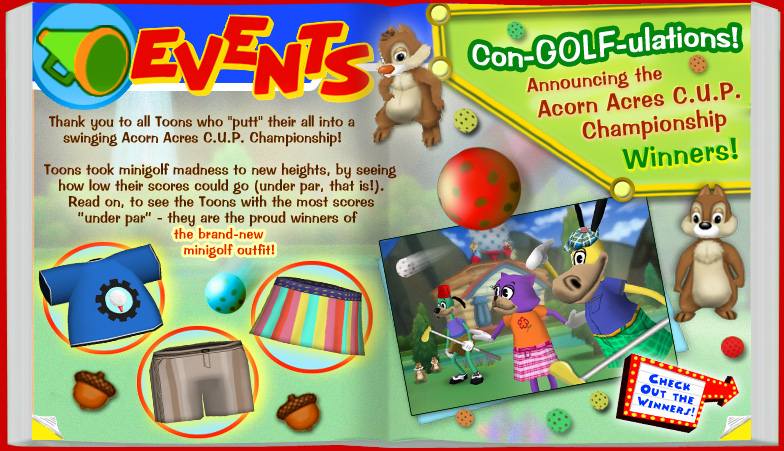 EVENTS
Thank you to all Toons who "putt" their all into a
swinging Acorn Acres C.U.P. Championship!
Toons took minigolf madness to new heights, by seeing
how low their scores could go (under par, that is!).
Read on, to see the Toons with the most scores
"under par" - they are the proud winners of
the brand-new
minigolf outfit!
Con-GOLF-ulations!
Announcing the
Acorn Acres C.U.P.
Championship
Winners!
Check
Out the
Winners!